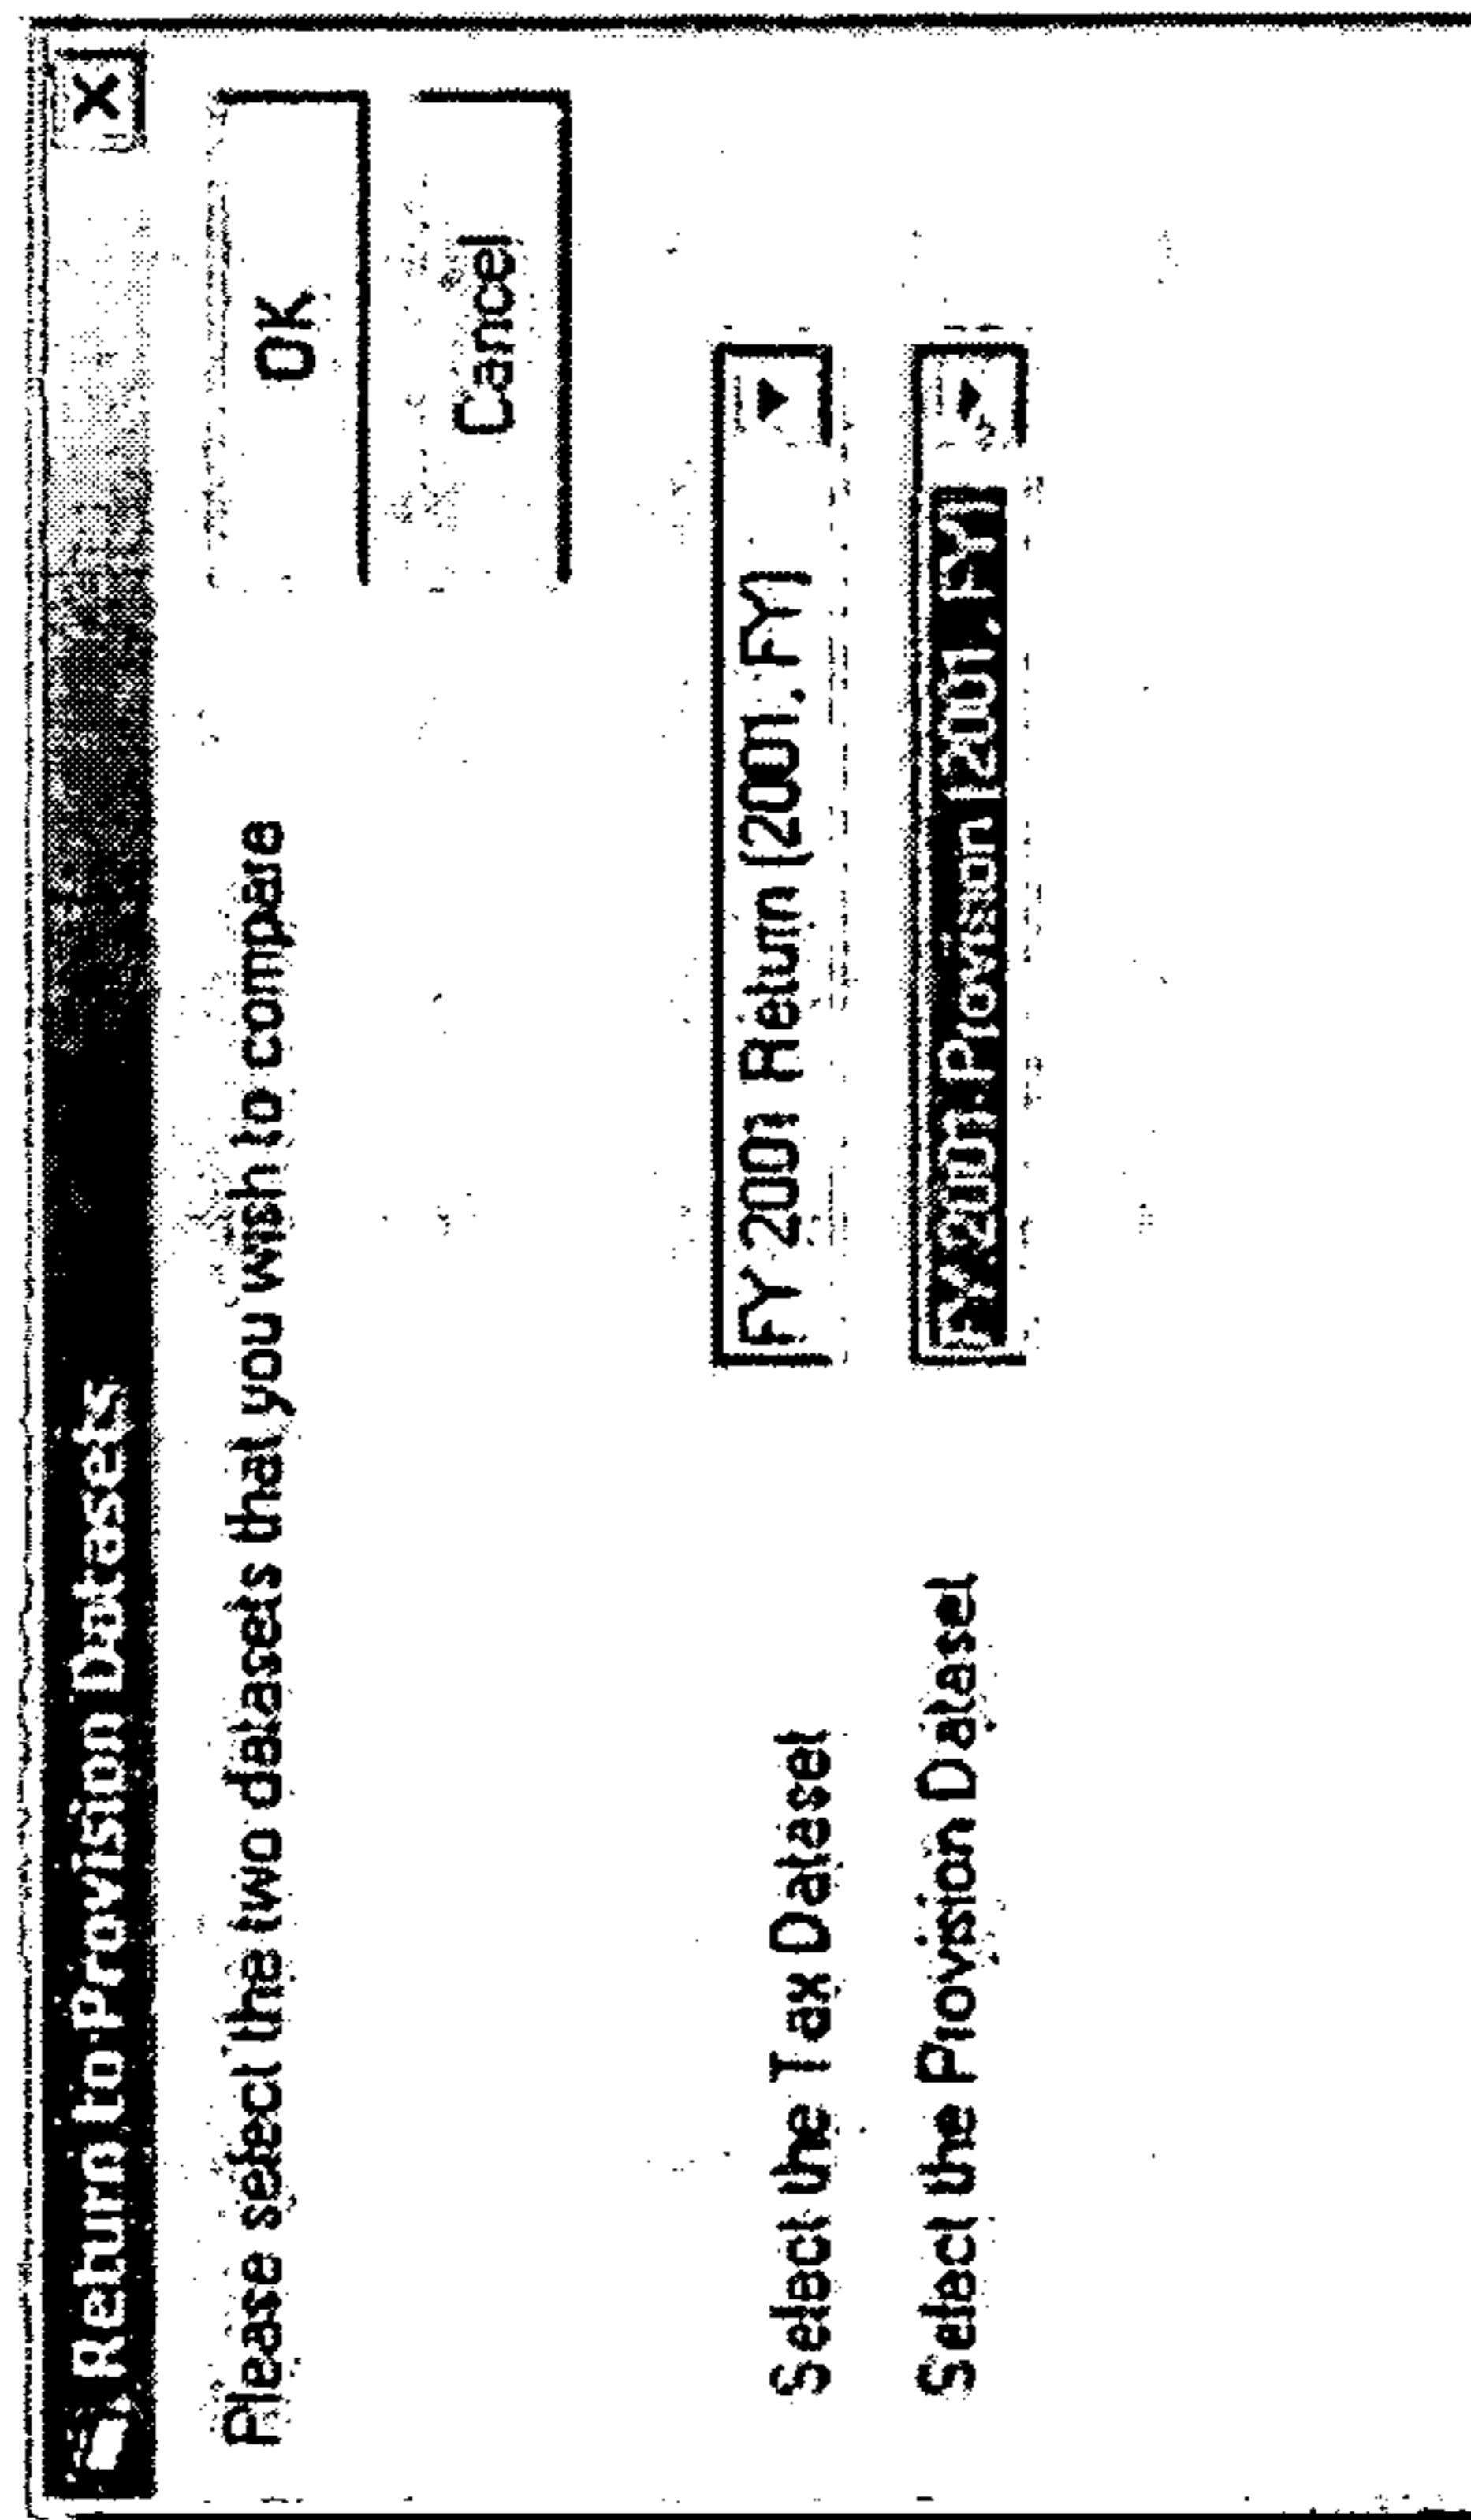 Return to Provision Datasets
Please select the two datasets that you wish to compare
OK
Cancel
Select the Tax Dataset
FY 2001 Return (2001. FY)
Select the Provision Dataset
FY 2001 Provision (2001. FY)